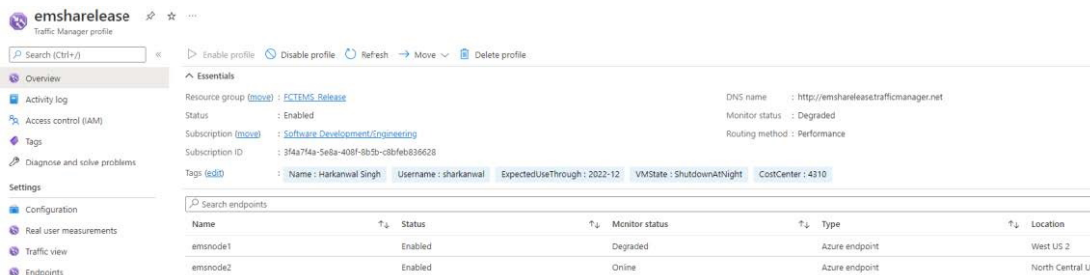 emsharelease
Traffic Manager profile
Search (Ctrl+/)
Overview
Activity log
Access control (IAM)
Tags
Diagnose and solve problems
Settings
Configuration
Real user measurements
Traffic view
Endpoints
Enable profile Disable profile Refresh Move Delete profile
Essentials
Resource group (move) : FCTEMS_Release
Status : Enabled
Subscription (move) : Software Development/Engineering
Subscription ID : 3f4a7f4a-5e8a-408f-8b5b-c8bfeb836628
DNS name : http://emsharelease.trafficmanager.net
Monitor status : Degraded
Routing method : Performance
Tags (edit) : Name : Harkanwal Singh Username : sharkanwal ExpectedUseThrough : 2022-12 VMState : ShutdownAtNight CostCenter : 4310
Search endpoints
Name Status Monitor status Type Location
emsnode1 Enabled Degraded Azure endpoint West US 2
emsnode2 Enabled Online Azure endpoint North Central U